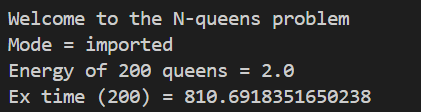 Welcome to the N-queens problem
Mode = imported
Energy of 200 queens = 2.0
Ex time (200) = 810.6918351650238